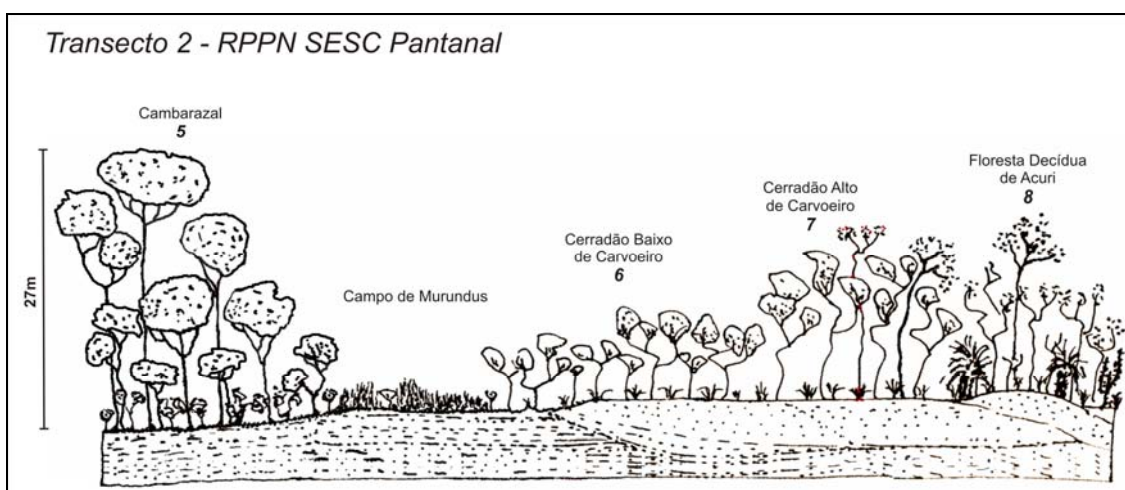 Transecto 2 - RPPN SESC Pantanal
Cambarazal
5
27m
Campo de Murundus
Cerradão Baixo
de Carvoeiro
6
Cerradão Alto
de Carvoeiro
7
Floresta Decídua
de Acuri
8